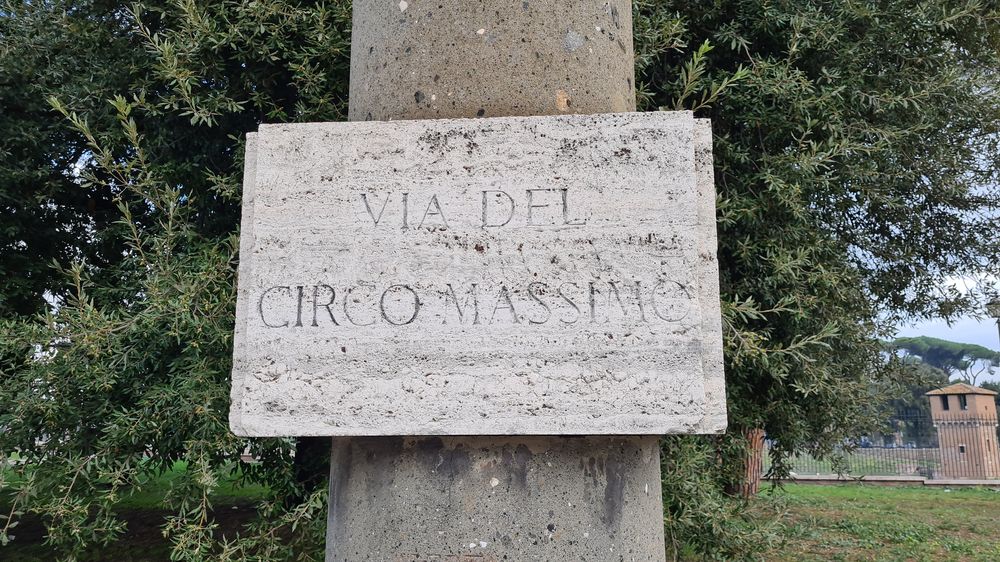 VIA DEL
CIRCO MASSIMO